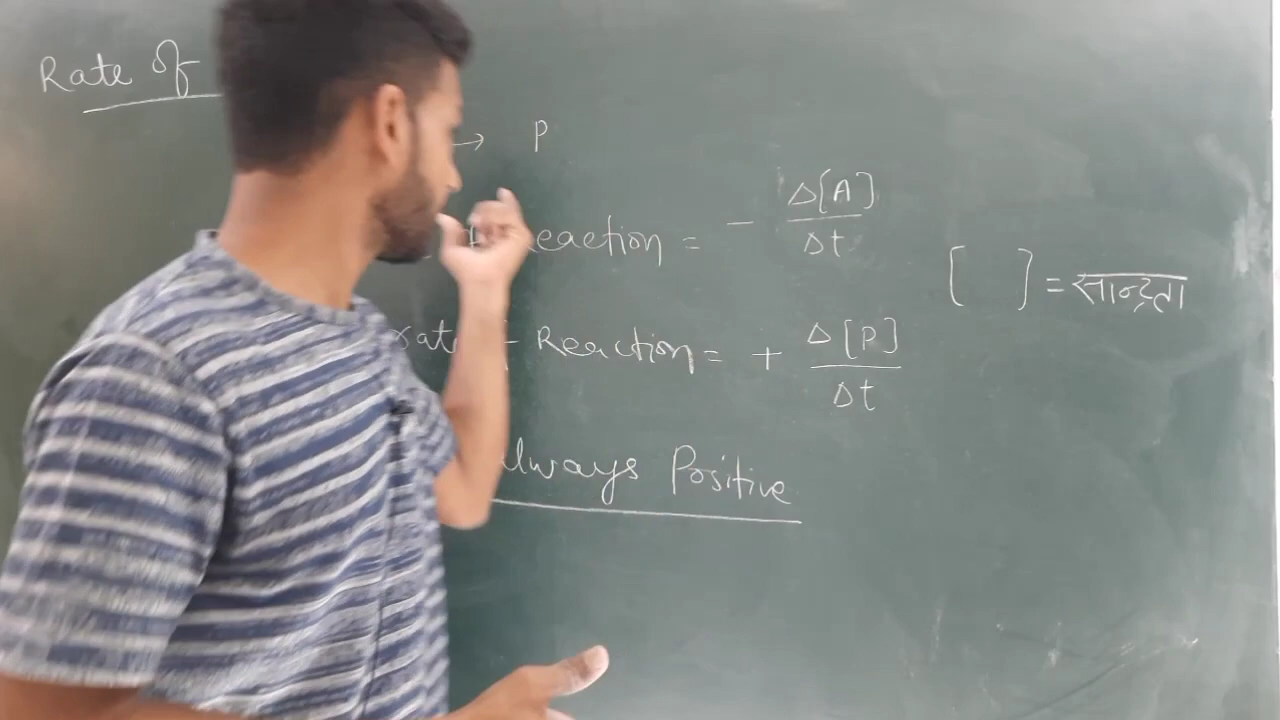 Rate of
→ P
Reaction = - Δ[A]/Δt
[ ] = सान्द्रता
rate Reaction = + Δ[P]/Δt
Always Positive